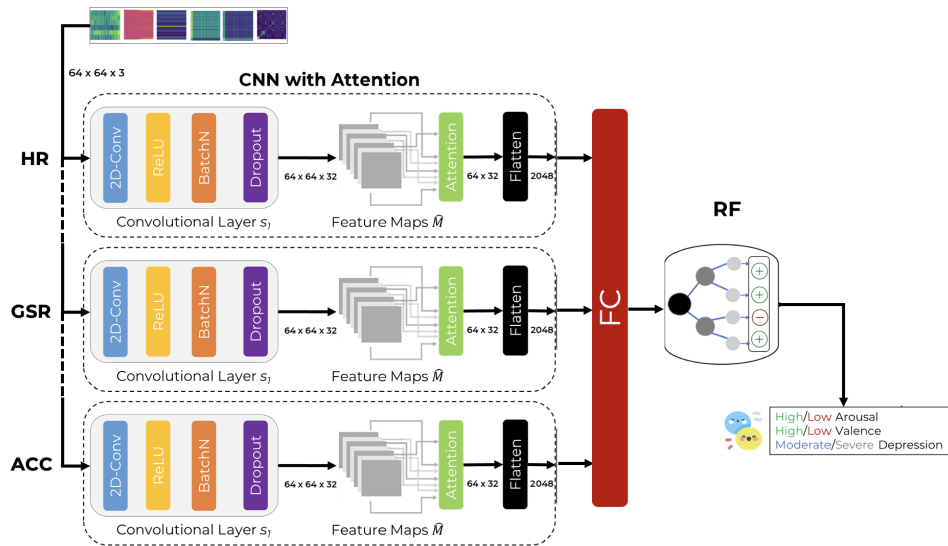 64 x 64 x 3
CNN with Attention
HR
2D-Conv
ReLU
BatchN
Dropout
64 x 64 x 32
Attention
64 x 32
Flatten
2048
Convolutional Layer s₁
Feature Maps M̂
GSR
2D-Conv
ReLU
BatchN
Dropout
64 x 64 x 32
Attention
64 x 32
Flatten
2048
Convolutional Layer s₁
Feature Maps M̂
ACC
2D-Conv
ReLU
BatchN
Dropout
64 x 64 x 32
Attention
64 x 32
Flatten
2048
Convolutional Layer s₁
Feature Maps M̂
FC
RF
+
+
−
+
High/Low Arousal
High/Low Valence
Moderate/Severe Depression